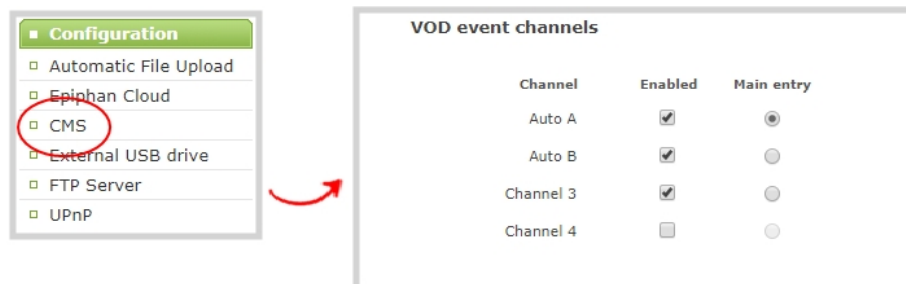 Configuration
Automatic File Upload
Epiphan Cloud
CMS
External USB drive
FTP Server
UPnP
VOD event channels
Channel Enabled Main entry
Auto A
Auto B
Channel 3
Channel 4